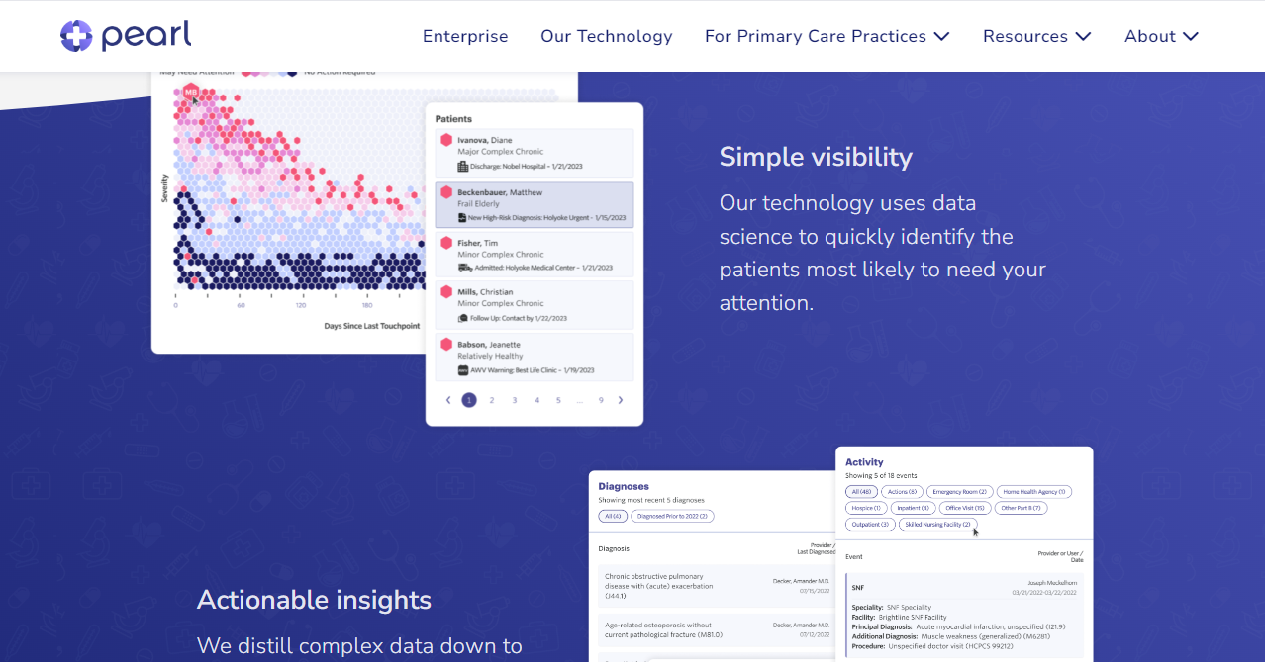 pearl
Enterprise
Our Technology
For Primary Care Practices
Resources
About
May Need Attention
No Action Required
MB
Severity
0
60
120
180
Days Since Last Touchpoint
Patients
Ivanova, Diane
Major Complex Chronic
Discharge: Nobel Hospital - 1/21/2023
Beckenbauer, Matthew
Frail Elderly
New High-Risk Diagnosis: Holyoke Urgent - 1/15/2023
Fisher, Tim
Minor Complex Chronic
Admitted: Holyoke Medical Center - 1/21/2023
Mills, Christian
Minor Complex Chronic
Follow Up: Contact by 1/22/2023
Babson, Jeanette
Relatively Healthy
AWV Warning: Best Life Clinic - 1/19/2023
1 2 3 4 5 ... 9
Simple visibility
Our technology uses data
science to quickly identify the
patients most likely to need your
attention.
Actionable insights
We distill complex data down to
Diagnoses
Showing most recent 5 diagnoses
All (4) Diagnosed Prior to 2022 (2)
Diagnosis
Provider /
Last Diagnosed
Chronic obstructive pulmonary
disease with (acute) exacerbation
(J44.1)
Decker, Amander M.D.
03/15/2022
Age-related osteoporosis without
current pathological fracture (M81.0)
Decker, Amander M.D.
07/12/2022
Activity
Showing 5 of 18 events
All (48) Actions (8) Emergency Room (2) Home Health Agency (1)
Hospice (1) Inpatient (3) Office Visit (15) Other Part B (7)
Outpatient (3) Skilled Nursing Facility (2)
Event
Provider or User /
Date
SNF
Joseph Meckelhorn
03/21/2022-03/22/2022
Speciality: SNF Specialty
Facility: Brightline SNF Facility
Principal Diagnosis: Acute myocardial infarction, unspecified (I21.9)
Additional Diagnosis: Muscle weakness (generalized) (M6281)
Procedure: Unspecified doctor visit (HCPCS 99212)